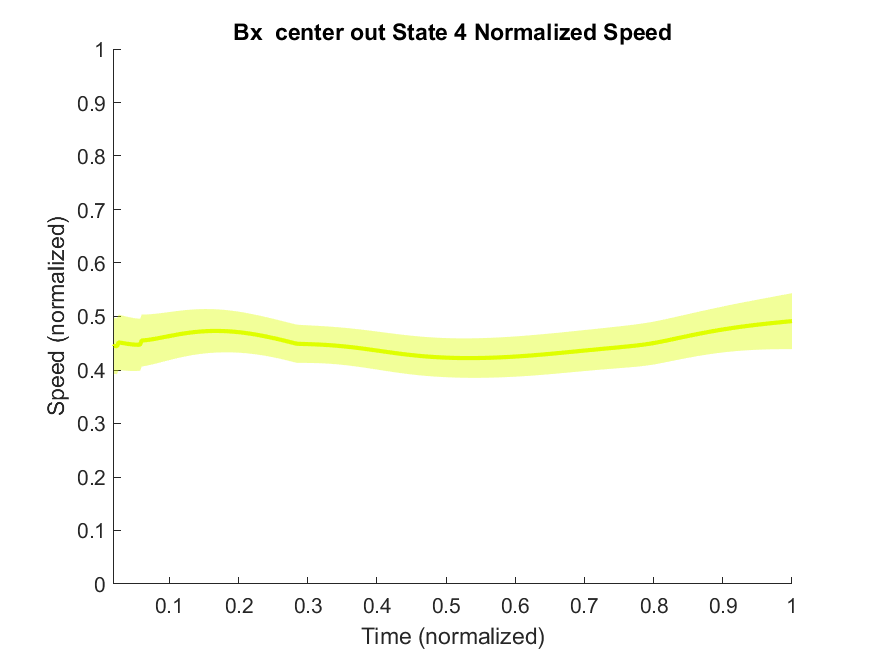 Bx  center out State 4 Normalized Speed
1
0.9
0.8
0.7
0.6
0.5
0.4
0.3
0.2
0.1
0
Speed (normalized)
0.1 0.2 0.3 0.4 0.5 0.6 0.7 0.8 0.9 1
Time (normalized)